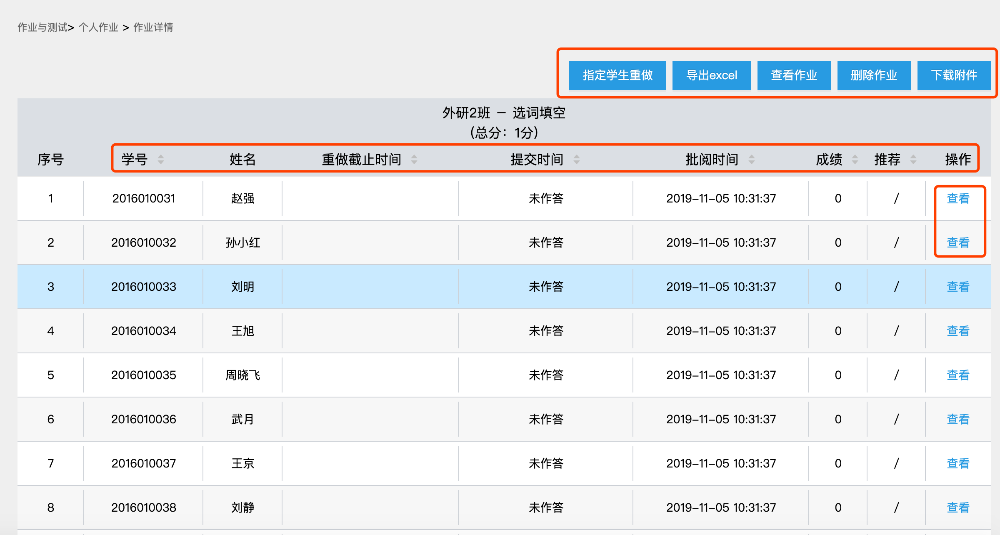 作业与测试> 个人作业 > 作业详情
指定学生重做 导出excel 查看作业 删除作业 下载附件
外研2班 － 选词填空
(总分：1分)
序号 学号 姓名 重做截止时间 提交时间 批阅时间 成绩 推荐 操作
1 2016010031 赵强 未作答 2019-11-05 10:31:37 0 / 查看
2 2016010032 孙小红 未作答 2019-11-05 10:31:37 0 / 查看
3 2016010033 刘明 未作答 2019-11-05 10:31:37 0 / 查看
4 2016010034 王旭 未作答 2019-11-05 10:31:37 0 / 查看
5 2016010035 周晓飞 未作答 2019-11-05 10:31:37 0 / 查看
6 2016010036 武月 未作答 2019-11-05 10:31:37 0 / 查看
7 2016010037 王京 未作答 2019-11-05 10:31:37 0 / 查看
8 2016010038 刘静 未作答 2019-11-05 10:31:37 0 / 查看